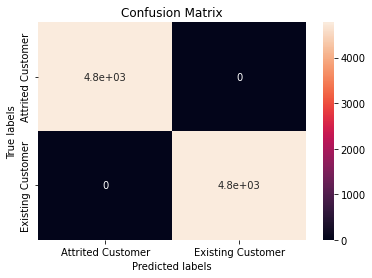 Confusion Matrix
True labels
Attrited Customer
Existing Customer
4.8e+03
0
0
4.8e+03
Attrited Customer
Existing Customer
Predicted labels
4000
3000
2000
1000
0